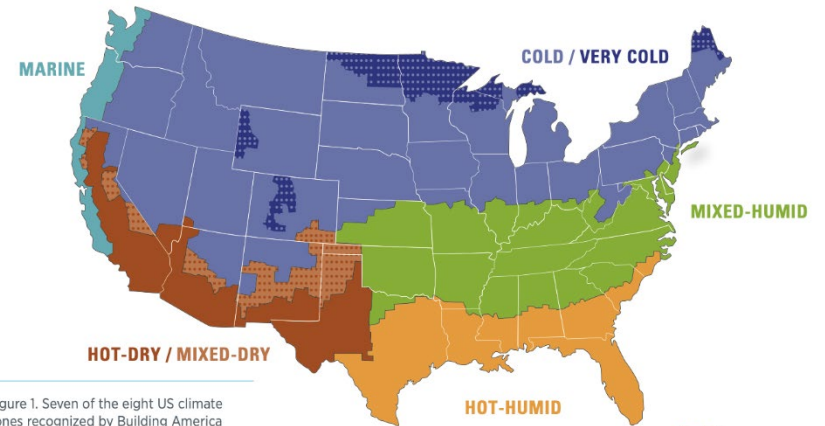 MARINE
COLD / VERY COLD
MIXED-HUMID
HOT-DRY / MIXED-DRY
HOT-HUMID
gure 1. Seven of the eight US climate
ones recognized by Building America